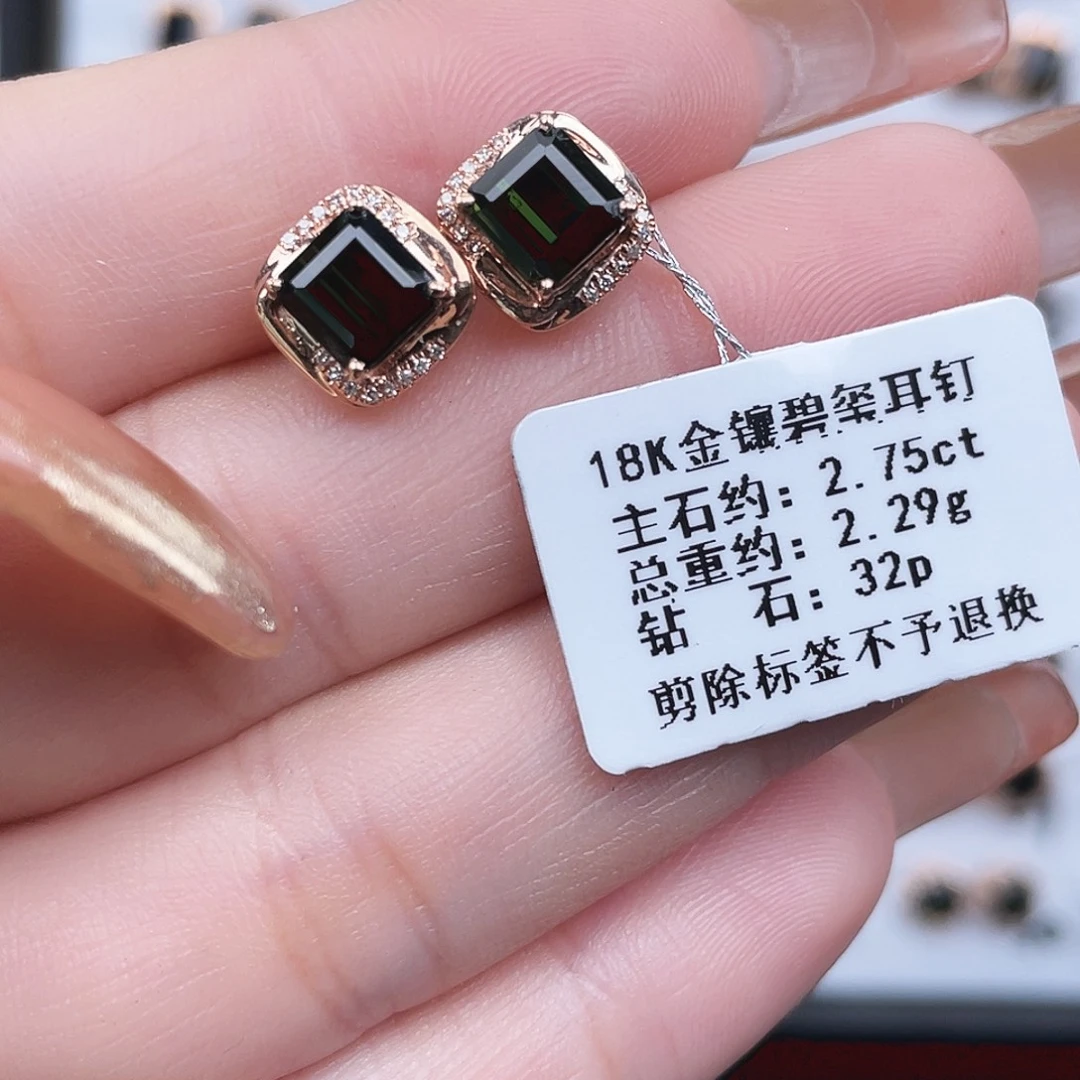 18K金镶碧玺耳钉
主石约: 2.75ct
总重约: 2.29g
钻 石: 32p
剪除标签不予退换